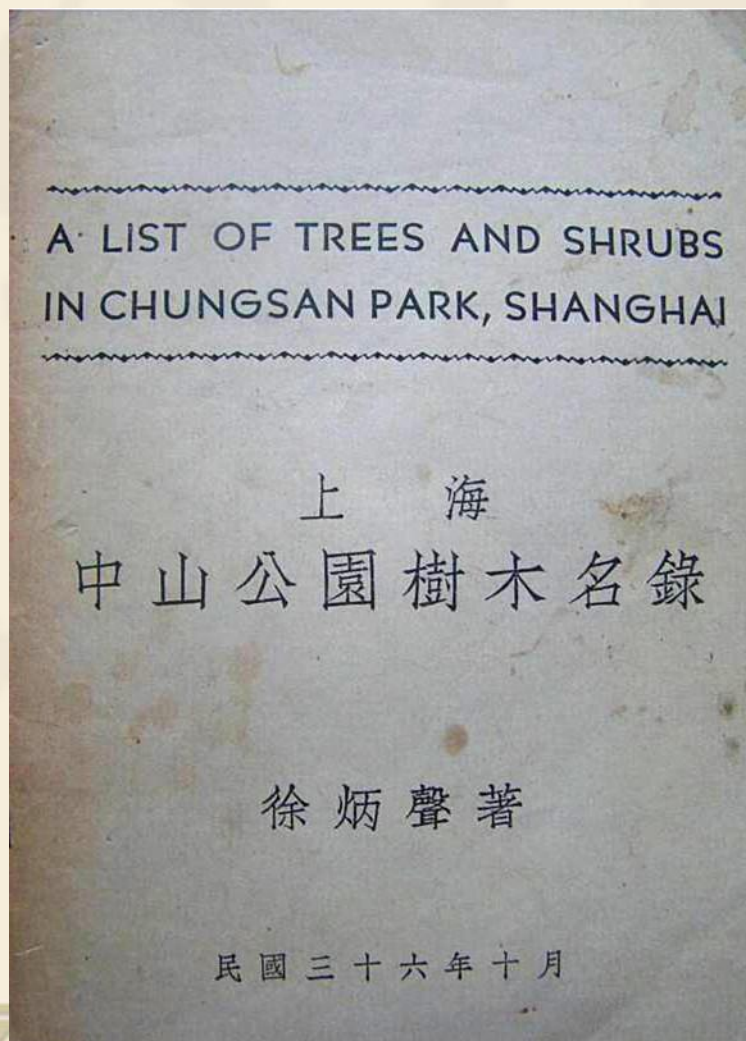 A LIST OF TREES AND SHRUBS
IN CHUNGSAN PARK, SHANGHAI
上海
中山公園樹木名錄
徐炳聲著
民國三十六年十月